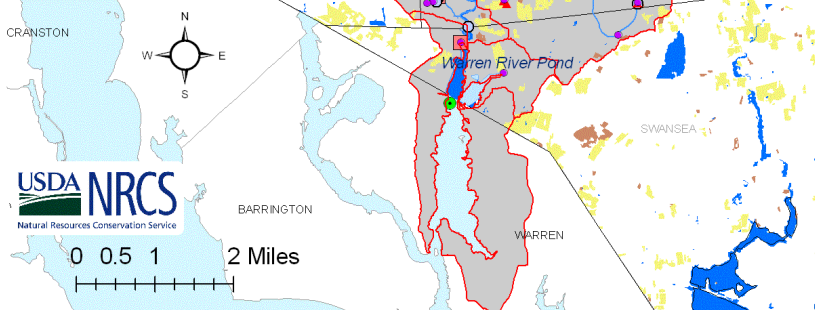 CRANSTON
N
W E
S
Warren River Pond
SWANSEA
USDA NRCS
Natural Resources Conservation Service
BARRINGTON
WARREN
0 0.5 1 2 Miles